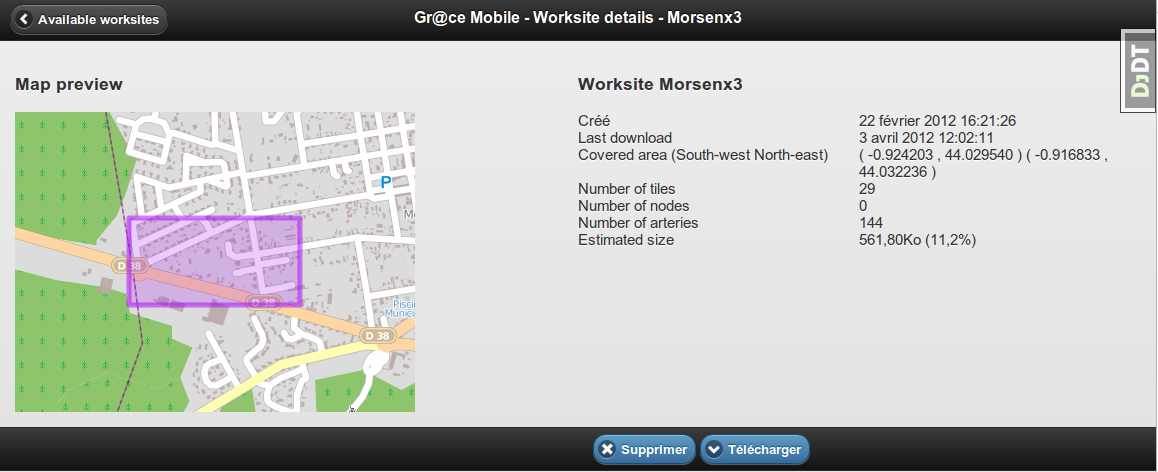 Available worksites
Gr@ce Mobile - Worksite details - Morsenx3
DjDT
Map preview
Worksite Morsenx3
Créé 22 février 2012 16:21:26
Last download 3 avril 2012 12:02:11
Covered area (South-west North-east) ( -0.924203 , 44.029540 ) ( -0.916833 ,
44.032236 )
Number of tiles 29
Number of nodes 0
Number of arteries 144
Estimated size 561,80Ko (11,2%)
P
D 38
D 38
Pisci
Munici
D 38
Supprimer Télécharger